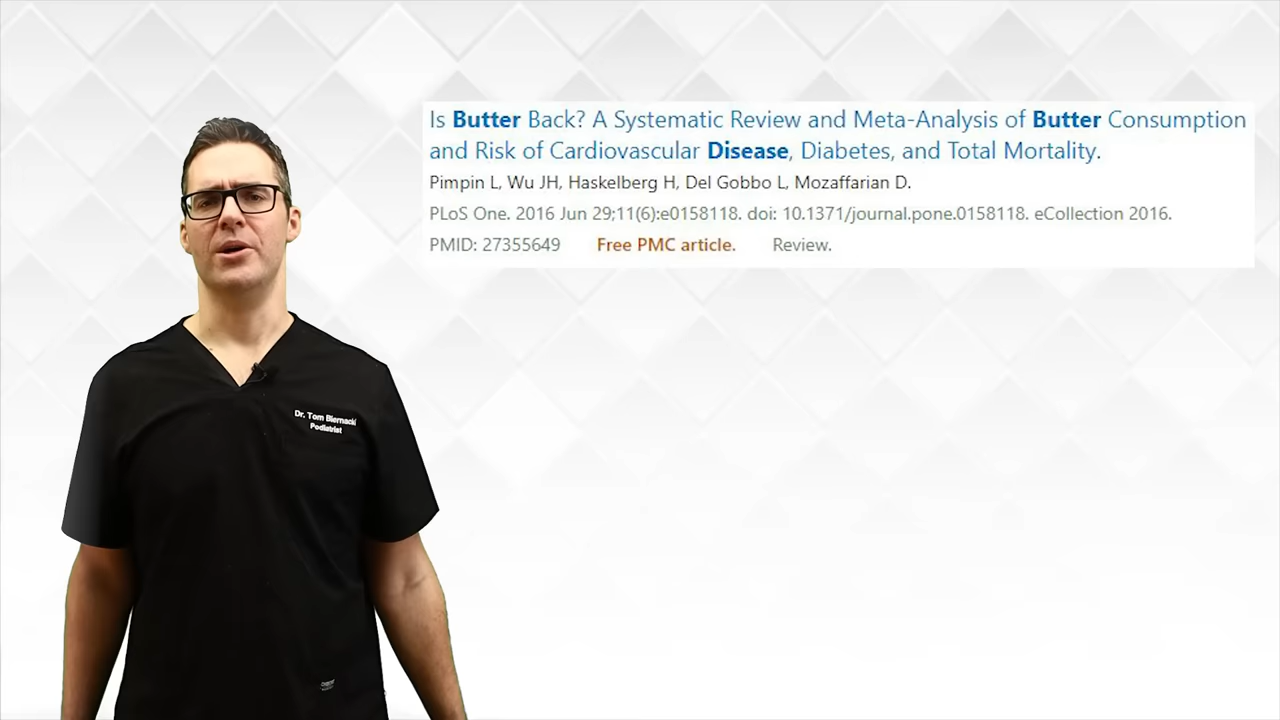 Is Butter Back? A Systematic Review and Meta-Analysis of Butter Consumption
and Risk of Cardiovascular Disease, Diabetes, and Total Mortality.
Pimpin L, Wu JH, Haskelberg H, Del Gobbo L, Mozaffarian D.
PLoS One. 2016 Jun 29;11(6):e0158118. doi: 10.1371/journal.pone.0158118. eCollection 2016.
PMID: 27355649 Free PMC article. Review.
Dr. Tom Biernacki
Podiatrist